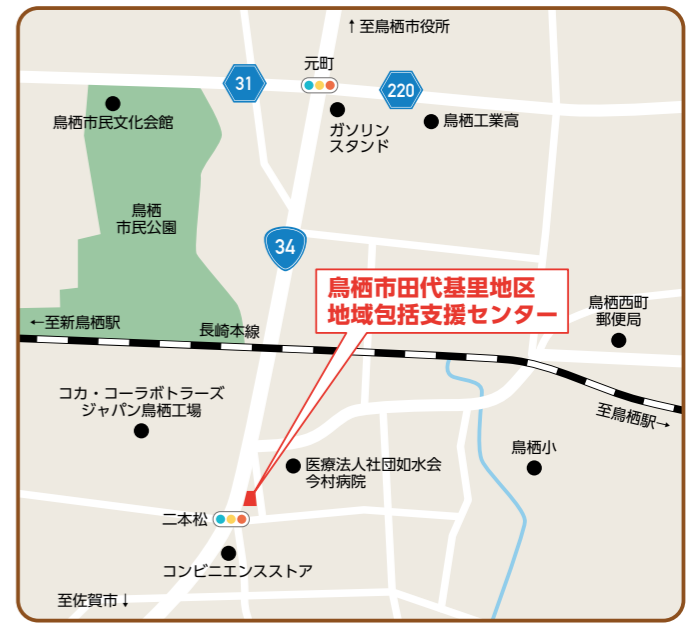 ↑至鳥栖市役所
元町
31
220
鳥栖市民文化会館
ガソリン
スタンド
鳥栖工業高
鳥栖
市民公園
34
鳥栖市田代基里地区
地域包括支援センター
鳥栖西町
郵便局
←至新鳥栖駅
長崎本線
コカ・コーラボトラーズ
ジャパン鳥栖工場
至鳥栖駅→
鳥栖小
医療法人社団如水会
今村病院
二本松
コンビニエンスストア
至佐賀市↓